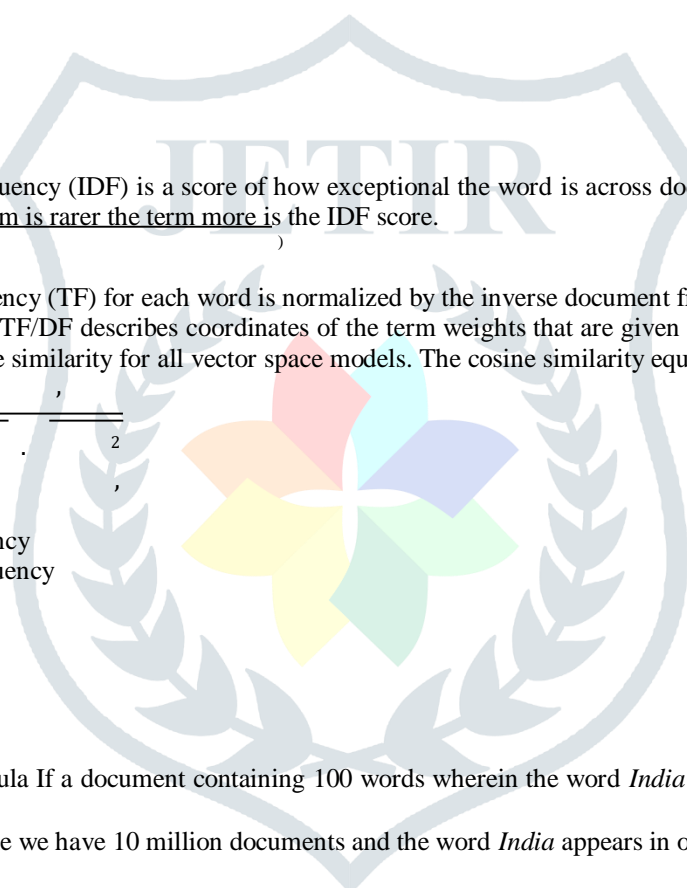 JETIR
uency (IDF) is a score of how exceptional the word is across do
m is rarer the term more is the IDF score.
)
ency (TF) for each word is normalized by the inverse document f
TF/DF describes coordinates of the term weights that are given
e similarity for all vector space models. The cosine similarity equ
,
. 2
,
ncy
uency
ula If a document containing 100 words wherein the word India
e we have 10 million documents and the word India appears in o